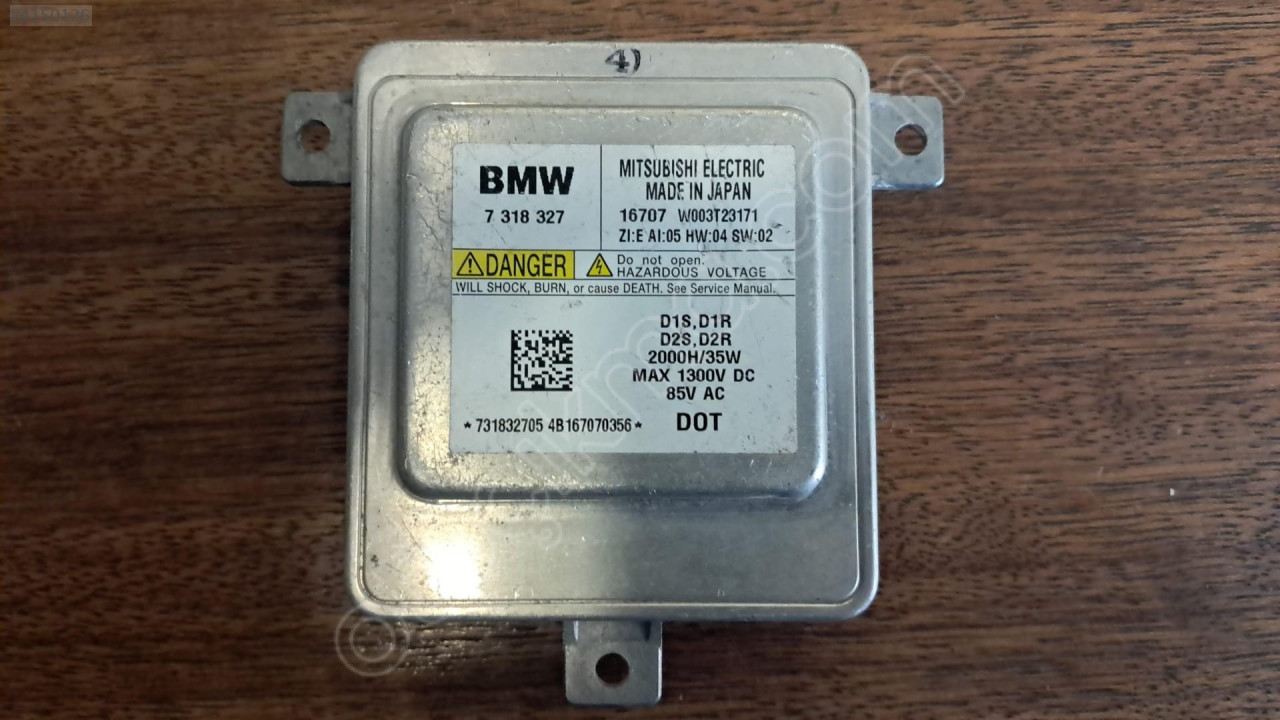 4)
BMW
7 318 327
MITSUBISHI ELECTRIC
MADE IN JAPAN
16707 W003T23171
ZI:E AI:05 HW:04 SW:02
DANGER
Do not open.
HAZARDOUS VOLTAGE
WILL SHOCK, BURN, or cause DEATH. See Service Manual.
D1S,D1R
D2S,D2R
2000H/35W
MAX 1300V DC
85V AC
DOT
*731832705 4B167070356*